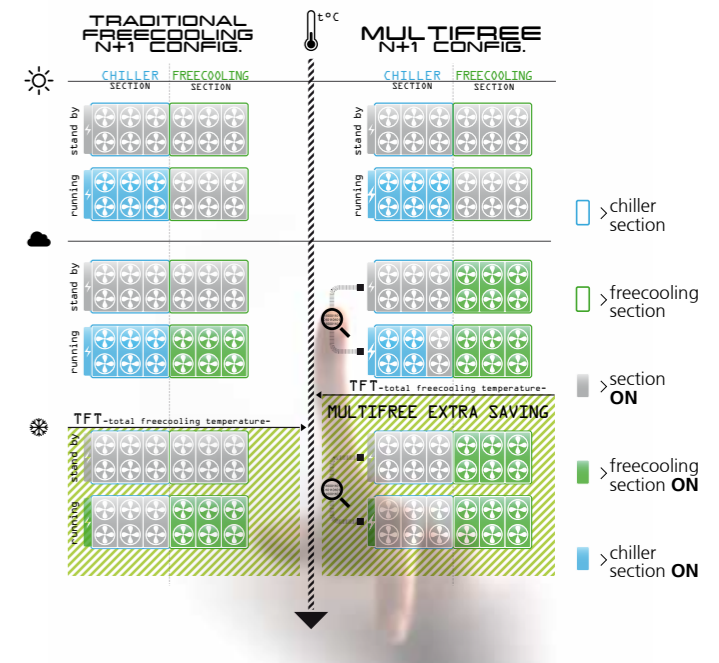 TRADITIONAL
FREECOOLING
N+1 CONFIG.
t°C
MULTIFREE
N+1 CONFIG.
CHILLER
SECTION
FREECOOLING
SECTION
CHILLER
SECTION
FREECOOLING
SECTION
stand by
stand by
running
running
stand by
stand by
running
running
TFT-total freecooling temperature-
MULTIFREE EXTRA SAVING
TFT-total freecooling temperature-
stand by
running
chiller
section
freecooling
section
section
ON
freecooling
section ON
chiller
section ON